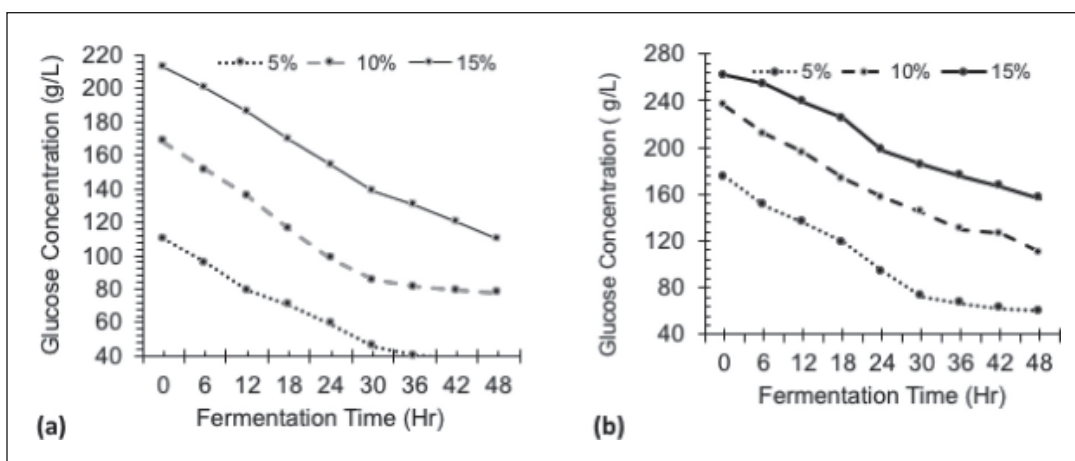 220
200
180
160
140
120
100
80
60
40
Glucose Concentration (g/L)
5% 10% 15%
0 6 12 18 24 30 36 42 48
Fermentation Time (Hr)
(a)
280
240
200
160
120
80
40
Glucose Concentration ( g/L)
5% 10% 15%
0 6 12 18 24 30 36 42 48
Fermentation Time (Hr)
(b)